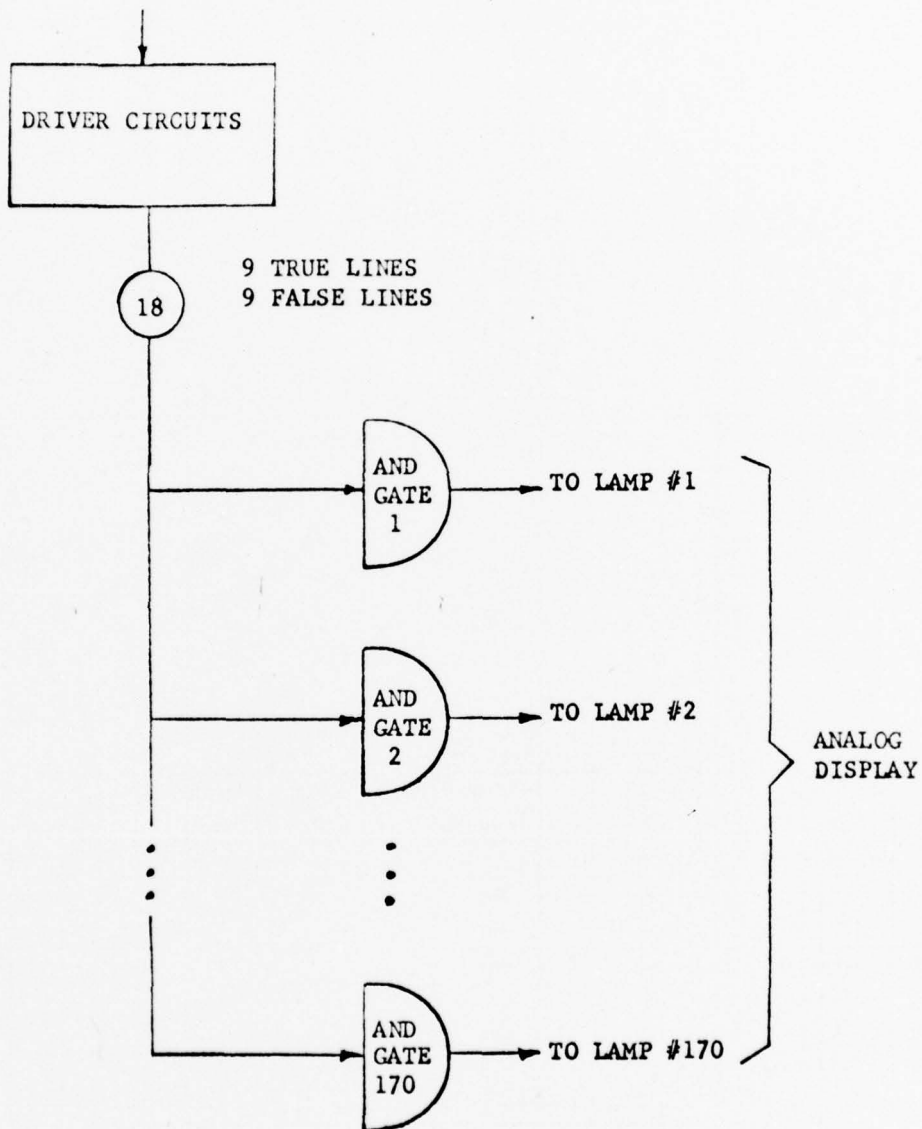 DRIVER CIRCUITS
18
9 TRUE LINES
9 FALSE LINES
AND
GATE
1
TO LAMP #1
AND
GATE
2
TO LAMP #2
ANALOG
DISPLAY
AND
GATE
170
TO LAMP #170